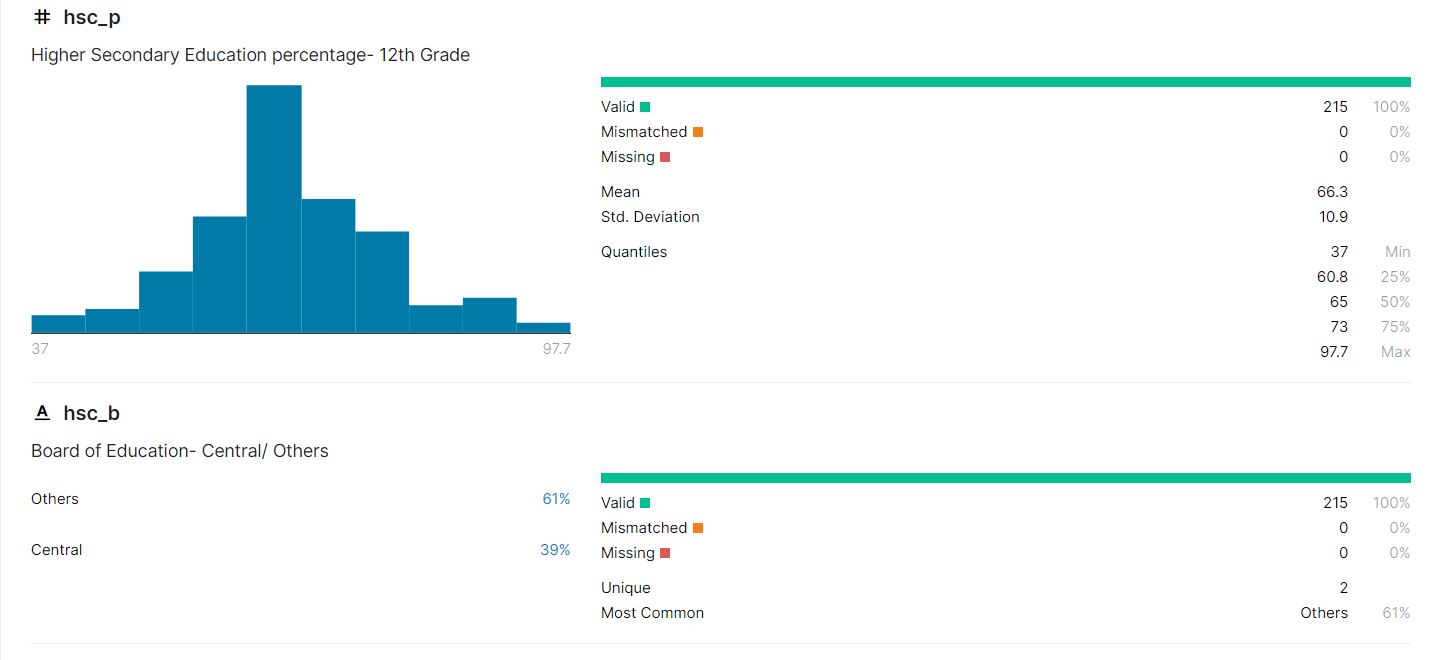 # hsc_p
Higher Secondary Education percentage- 12th Grade
37 97.7
Valid 215 100%
Mismatched 0 0%
Missing 0 0%
Mean 66.3
Std. Deviation 10.9
Quantiles 37 Min
60.8 25%
65 50%
73 75%
97.7 Max
A hsc_b
Board of Education- Central/ Others
Others 61%
Central 39%
Valid 215 100%
Mismatched 0 0%
Missing 0 0%
Unique 2
Most Common Others 61%